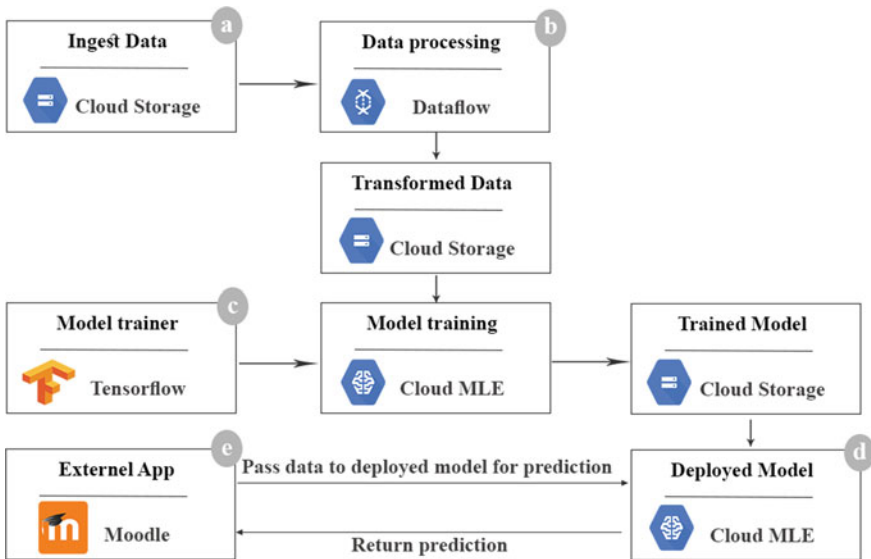 a
Ingest Data
Cloud Storage
b
Data processing
Dataflow
Transformed Data
Cloud Storage
c
Model trainer
Tensorflow
Model training
Cloud MLE
Trained Model
Cloud Storage
e
Externel App
Moodle
Pass data to deployed model for prediction
Return prediction
d
Deployed Model
Cloud MLE